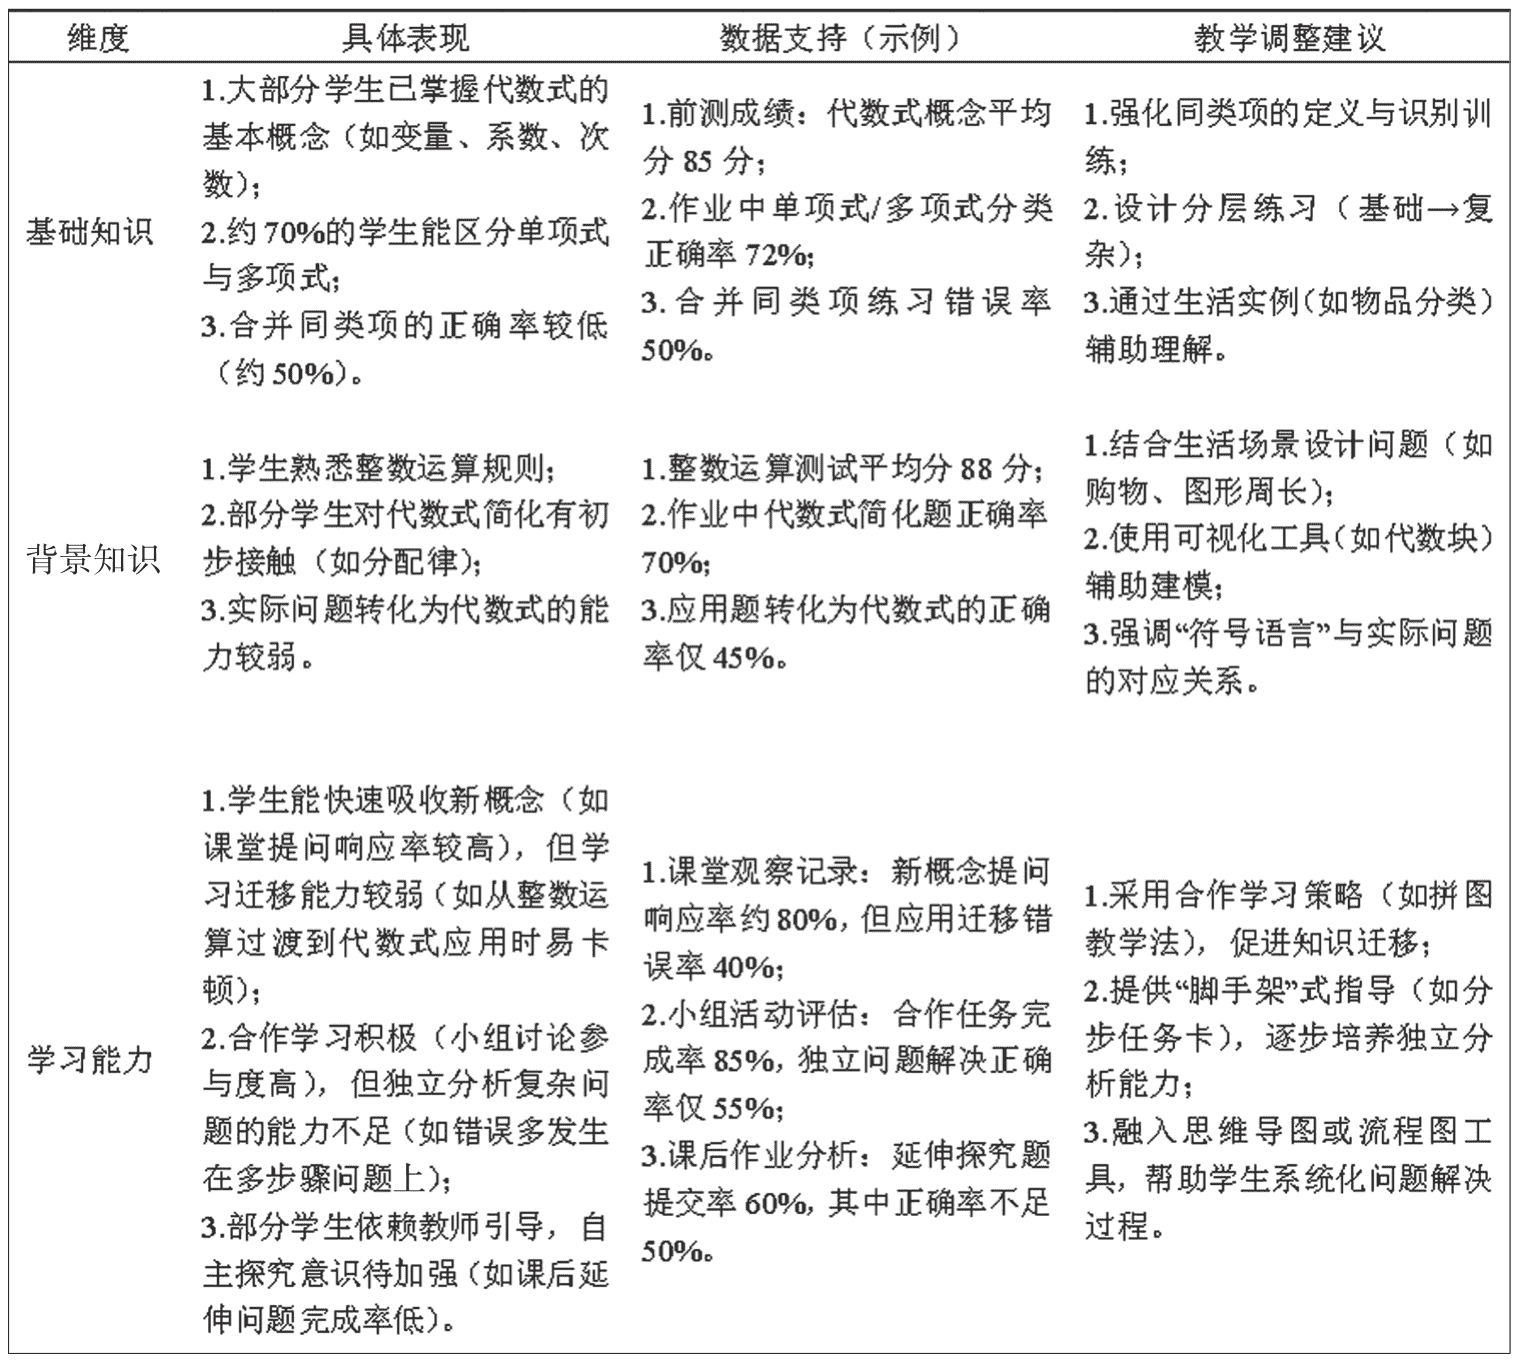 维度 具体表现 数据支持（示例） 教学调整建议
基础知识
1.大部分学生已掌握代数式的
基本概念（如变量、系数、次
数）；
2.约 70%的学生能区分单项式
与多项式；
3.合并同类项的正确率较低
（约 50%）。
1.前测成绩：代数式概念平均
分 85 分；
2.作业中单项式/多项式分类
正确率 72%；
3.合并同类项练习错误率
50%。
1.强化同类项的定义与识别训
练；
2.设计分层练习（基础→复
杂）；
3.通过生活实例（如物品分类）
辅助理解。
背景知识
1.学生熟悉整数运算规则；
2.部分学生对代数式简化有初
步接触（如分配律）；
3.实际问题转化为代数式的能
力较弱。
1.整数运算测试平均分 88 分；
2.作业中代数式简化题正确率
70%；
3.应用题转化为代数式的正确
率仅 45%。
1.结合生活场景设计问题（如
购物、图形周长）；
2.使用可视化工具（如代数块）
辅助建模；
3.强调“符号语言”与实际问题
的对应关系。
学习能力
1.学生能快速吸收新概念（如
课堂提问响应率较高），但学
习迁移能力较弱（如从整数运
算过渡到代数式应用时易卡
顿）；
2.合作学习积极（小组讨论参
与度高），但独立分析复杂问
题的能力不足（如错误多发生
在多步骤问题上）；
3.部分学生依赖教师引导，自
主探究意识待加强（如课后延
伸问题完成率低）。
1.课堂观察记录：新概念提问
响应率约 80%，但应用迁移错
误率 40%；
2.小组活动评估：合作任务完
成率 85%，独立问题解决正确
率仅 55%；
3.课后作业分析：延伸探究题
提交率 60%，其中正确率不足
50%。
1.采用合作学习策略（如拼图
教学法），促进知识迁移；
2.提供“脚手架”式指导（如分
步任务卡），逐步培养独立分
析能力；
3.融入思维导图或流程图工
具，帮助学生系统化问题解决
过程。